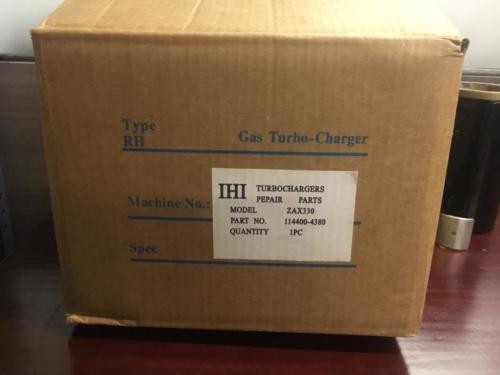 Type
RH Gas Turbo-Charger
Machine No.:
Spec
IHI TURBOCHARGERS
PEPAIR PARTS
MODEL ZAX330
PART NO. 114400-4380
QUANTITY 1PC